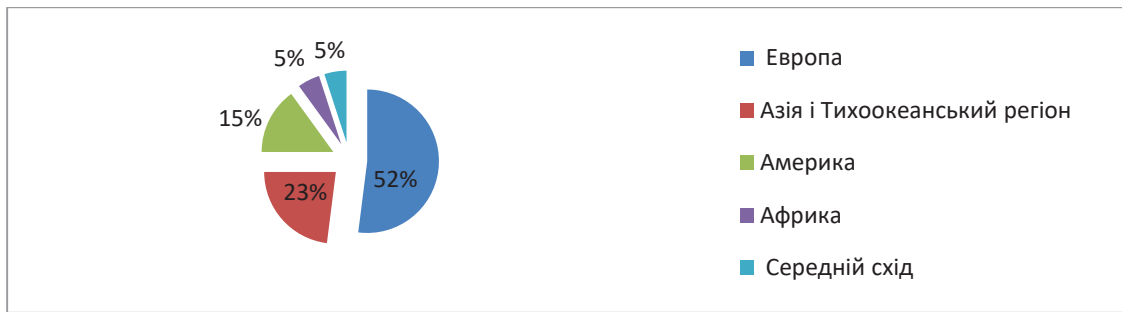 5%
5%
15%
23%
52%
Европа
Азія і Тихоокеанський регіон
Америка
Африка
Середній схід